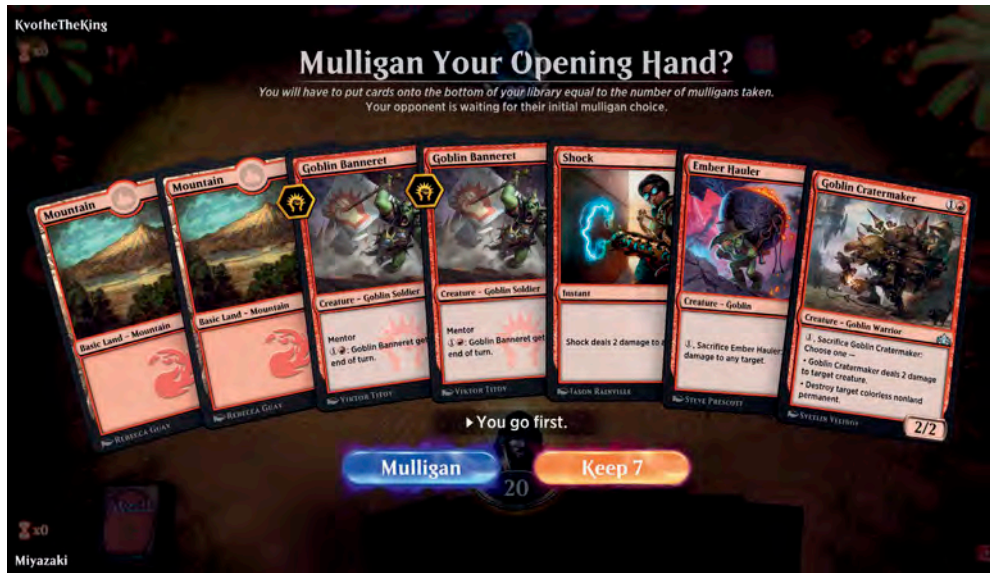 KvotheTheKing
x0
Mulligan Your Opening Hand?
You will have to put cards onto the bottom of your library equal to the number of mulligans taken.
Your opponent is waiting for their initial mulligan choice.
Mountain
Basic Land – Mountain
Rebecca Guay
Mountain
Basic Land – Mountain
Rebecca Guay
Goblin Banneret
Creature – Goblin Soldier
Mentor
1R: Goblin Banneret get
end of turn.
Viktor Titov
Goblin Banneret
Creature – Goblin Soldier
Mentor
1R: Goblin Banneret get
end of turn.
Viktor Titov
Shock
Instant
Shock deals 2 damage to a
Jason Rainville
Ember Hauler
Creature – Goblin
1, Sacrifice Ember Hauler:
damage to any target.
Steve Prescott
Goblin Cratermaker
1
Creature – Goblin Warrior
1, Sacrifice Goblin Cratermaker:
Choose one —
• Goblin Cratermaker deals 2 damage
to target creature.
• Destroy target colorless nonland
permanent.
Svetlin Velinov
2/2
You go first.
Mulligan
Keep 7
20
x0
Miyazaki